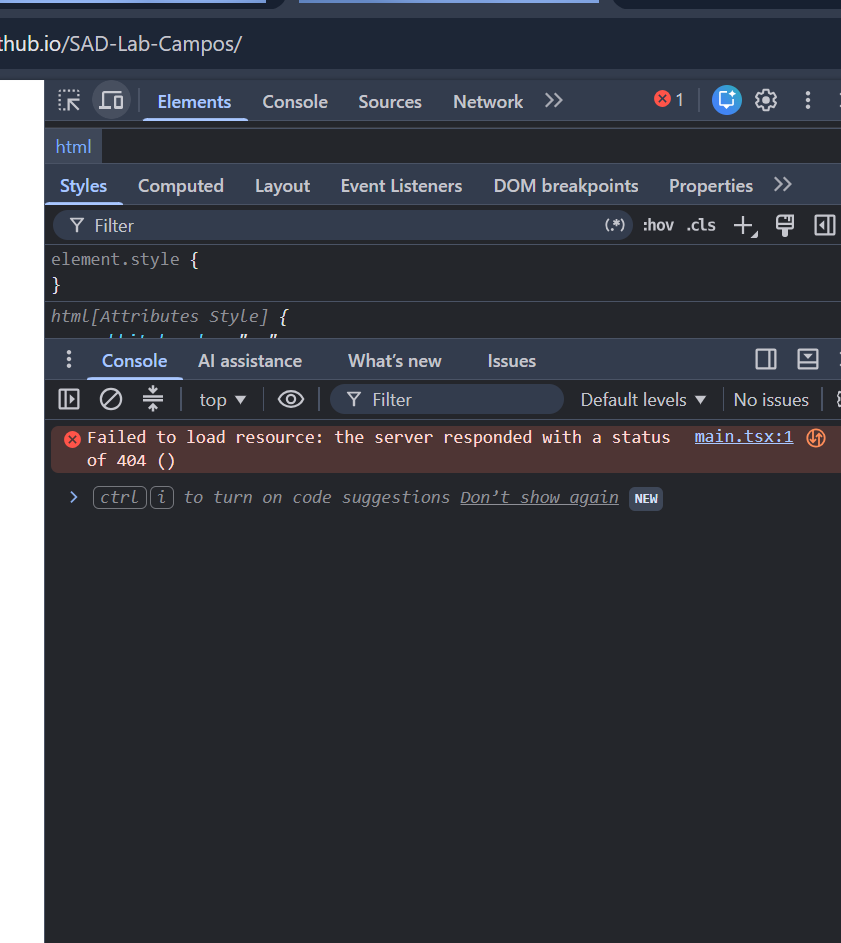 thub.io/SAD-Lab-Campos/
Elements Console Sources Network 1
html
Styles Computed Layout Event Listeners DOM breakpoints Properties
Filter (.*) :hov .cls
element.style {
}
html[Attributes Style] {
Console AI assistance What's new Issues
top Filter Default levels No issues
Failed to load resource: the server responded with a status main.tsx:1
of 404 ()
ctrl i to turn on code suggestions Don't show again NEW